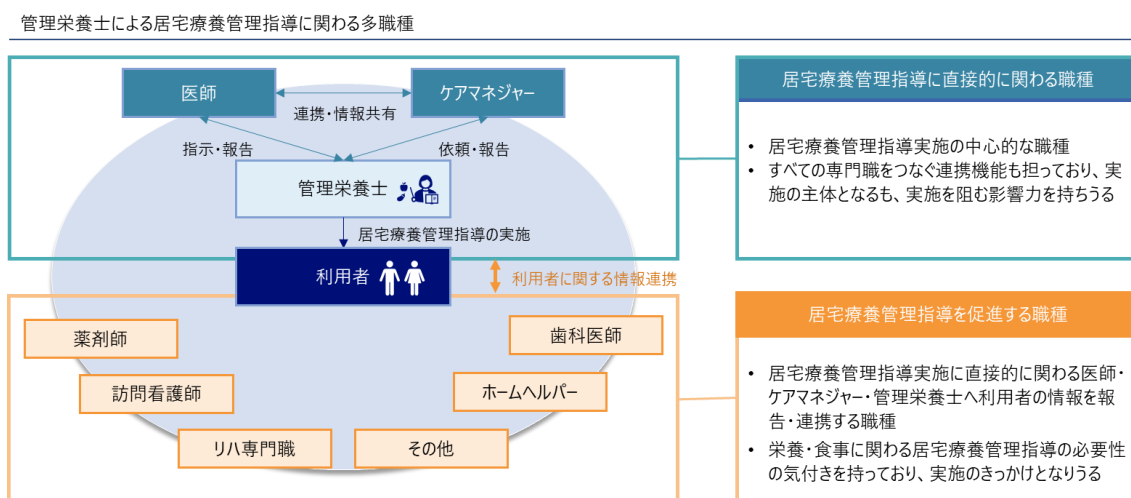 管理栄養士による居宅療養管理指導に関わる多職種
医師
ケアマネジャー
連携・情報共有
指示・報告
依頼・報告
管理栄養士
居宅療養管理指導の実施
利用者
利用者に関する情報連携
薬剤師
歯科医師
訪問看護師
ホームヘルパー
リハ専門職
その他
居宅療養管理指導に直接的に関わる職種
• 居宅療養管理指導実施の中心的な職種
• すべての専門職をつなぐ連携機能も担っており、実
施の主体となるも、実施を阻む影響力を持ちうる
居宅療養管理指導を促進する職種
• 居宅療養管理指導実施に直接的に関わる医師・
ケアマネジャー・管理栄養士へ利用者の情報を報
告・連携する職種
• 栄養・食事に関わる居宅療養管理指導の必要性
の気付きを持っており、実施のきっかけとなりうる